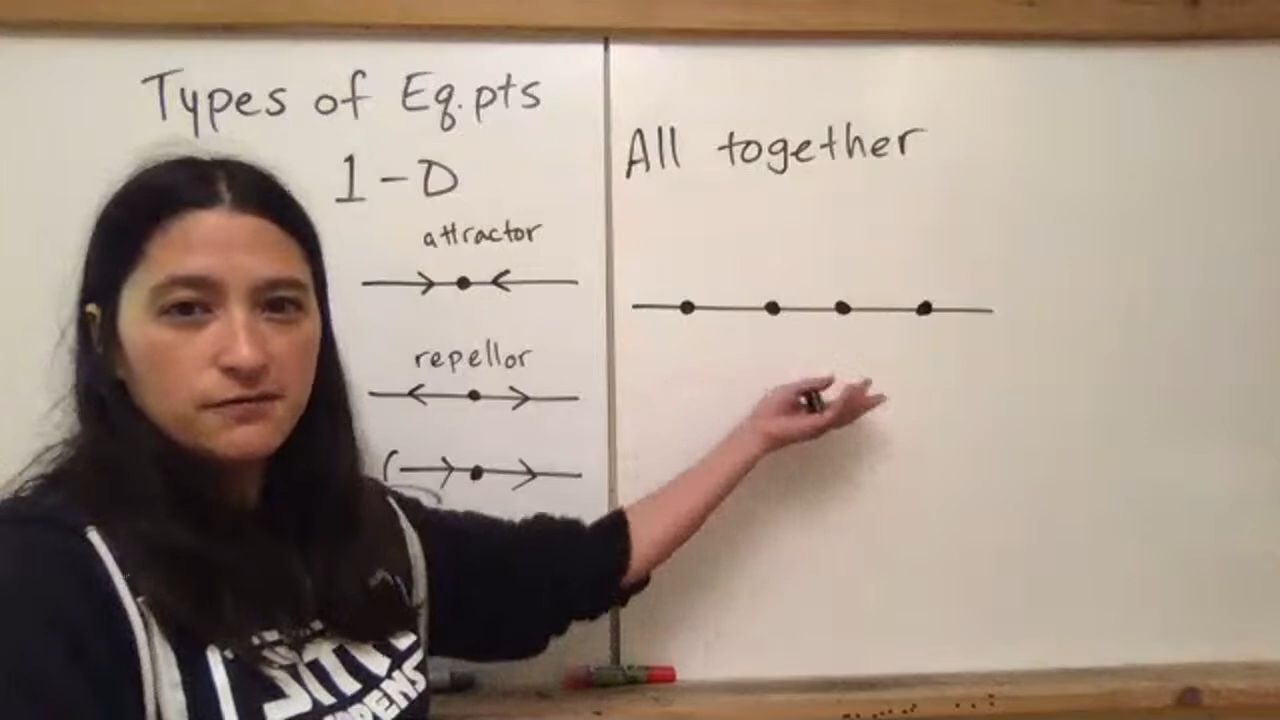 Types of Eq.pts
1-D
attractor
repellor
All together